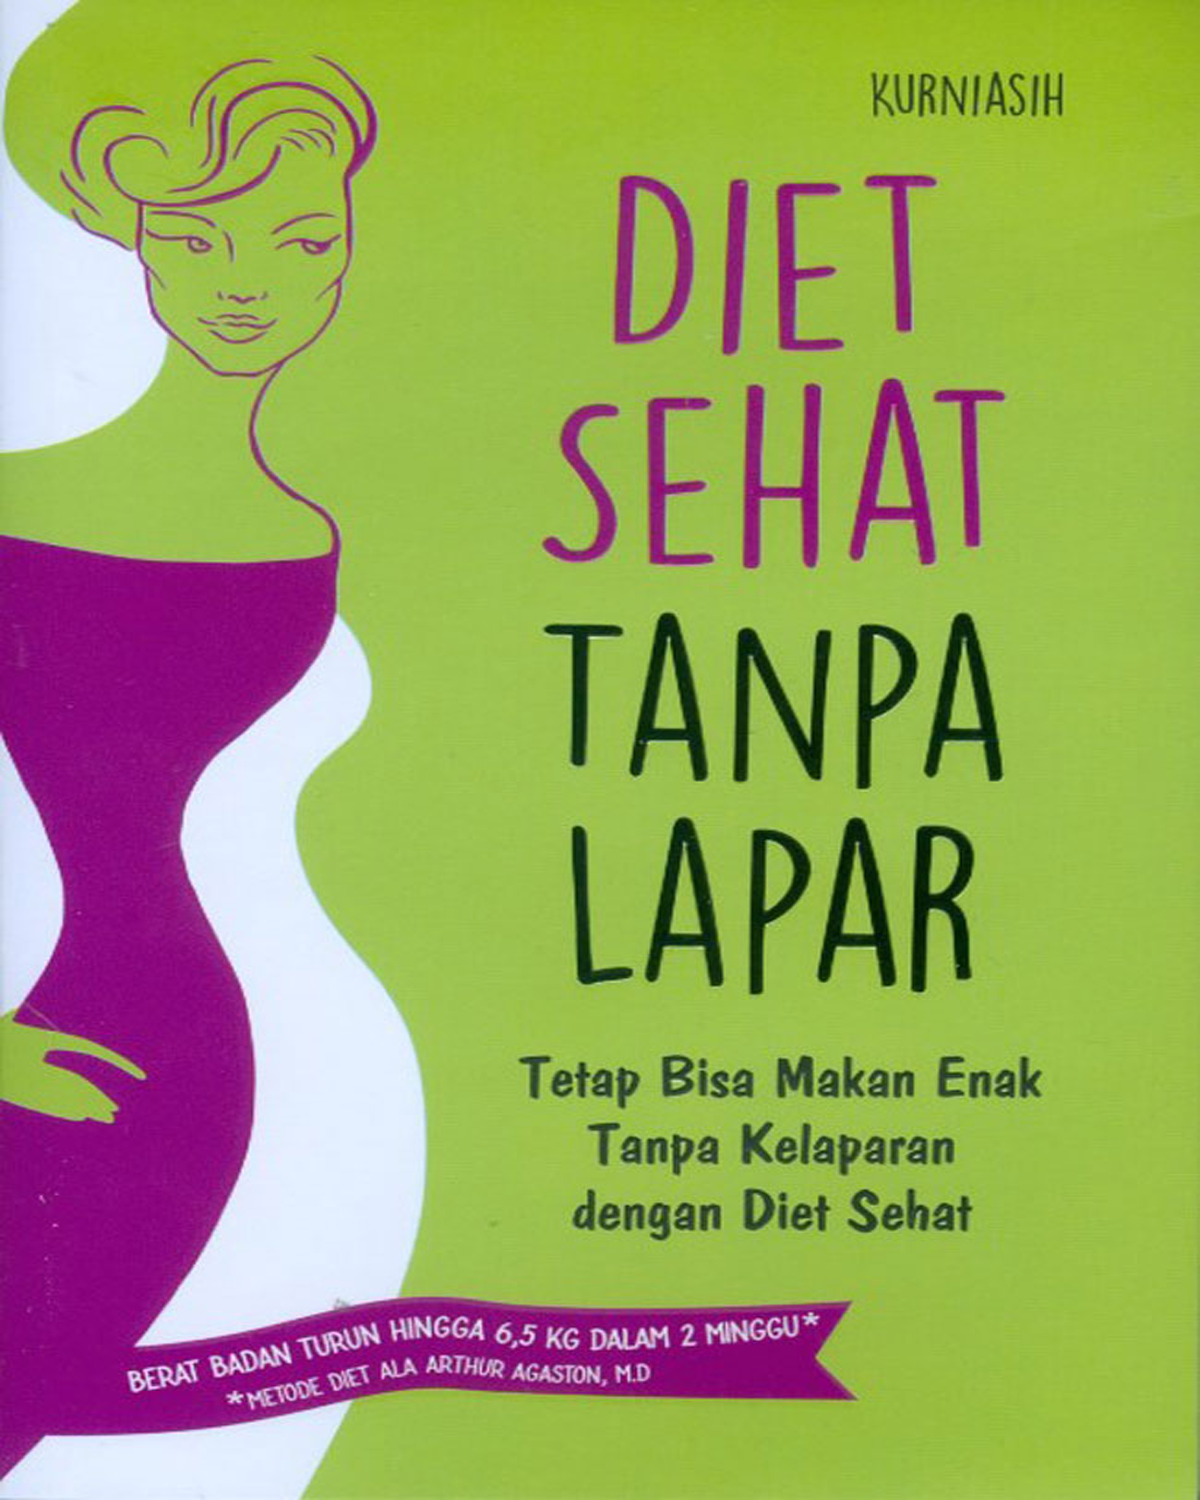 KURNIASIH
DIET
SEHAT
TANPA
LAPAR
Tetap Bisa Makan Enak
Tanpa Kelaparan
dengan Diet Sehat
BERAT BADAN TURUN HINGGA 6,5 KG DALAM 2 MINGGU*
*METODE DIET ALA ARTHUR AGASTON, M.D